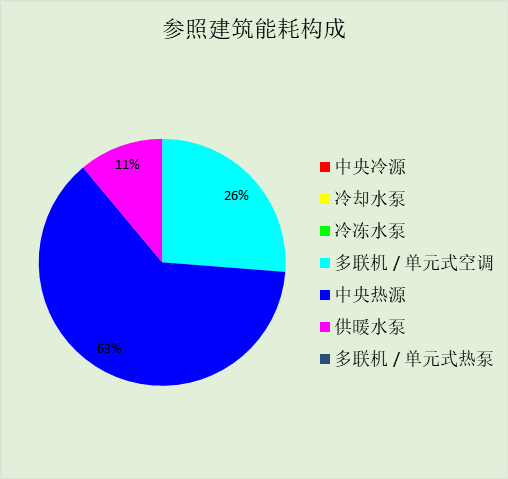 参照建筑能耗构成
11%
26%
63%
中央冷源
冷却水泵
冷冻水泵
多联机 / 单元式空调
中央热源
供暖水泵
多联机 / 单元式热泵